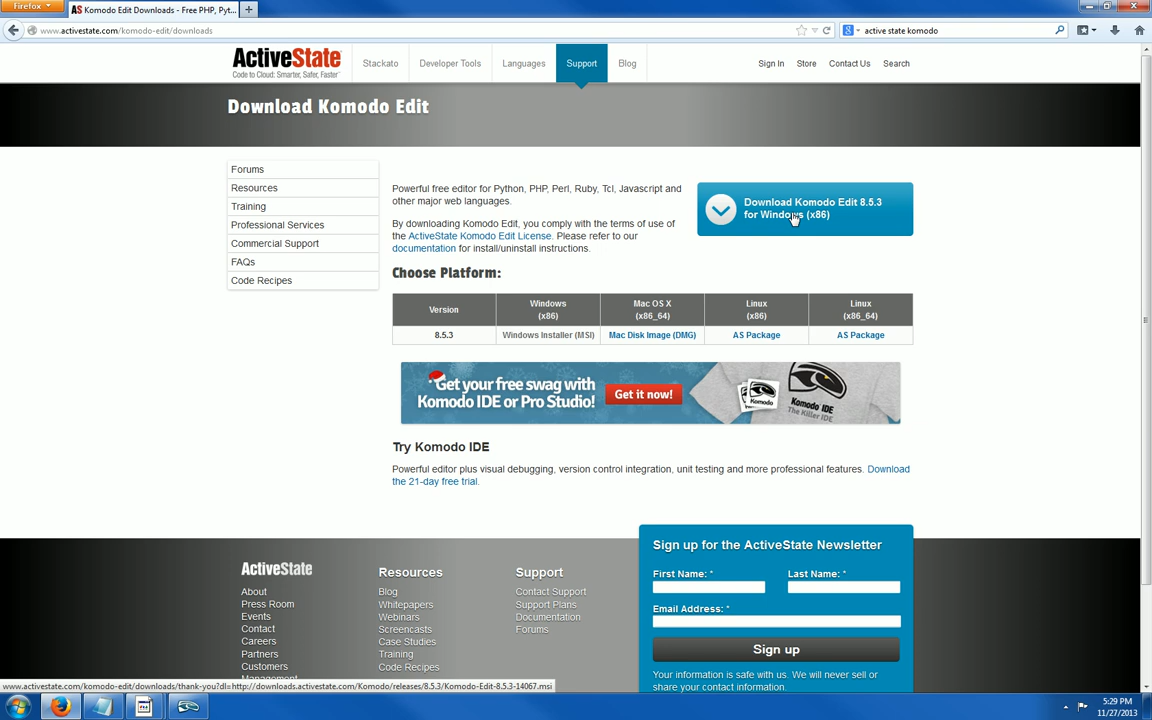 Firefox
AS Komodo Edit Downloads - Free PHP, Pyt...
www.activestate.com/komodo-edit/downloads
active state komodo
ActiveState
Code to Cloud: Smarter, Safer, Faster™
Stackato
Developer Tools
Languages
Support
Blog
Sign In
Store
Contact Us
Search
Download Komodo Edit
Forums
Resources
Training
Professional Services
Commercial Support
FAQs
Code Recipes
Powerful free editor for Python, PHP, Perl, Ruby, Tcl, Javascript and
other major web languages.
By downloading Komodo Edit, you comply with the terms of use of
the ActiveState Komodo Edit License. Please refer to our
documentation for install/uninstall instructions.
Download Komodo Edit 8.5.3
for Windows (x86)
Choose Platform:
Version
Windows
(x86)
Mac OS X
(x86_64)
Linux
(x86)
Linux
(x86_64)
8.5.3
Windows Installer (MSI)
Mac Disk Image (DMG)
AS Package
AS Package
Get your free swag with
Komodo IDE or Pro Studio!
Get it now!
Komodo
Komodo IDE
The Killer IDE
Try Komodo IDE
Powerful editor plus visual debugging, version control integration, unit testing and more professional features. Download
the 21-day free trial.
ActiveState
About
Press Room
Events
Contact
Careers
Partners
Customers
Management
Resources
Blog
Whitepapers
Webinars
Screencasts
Case Studies
Training
Code Recipes
Support
Contact Support
Support Plans
Documentation
Forums
Sign up for the ActiveState Newsletter
First Name: *
Last Name: *
Email Address: *
Sign up
Your information is safe with us. We will never sell or
share your contact information.
www.activestate.com/komodo-edit/downloads/thank-you?dl=http://downloads.activestate.com/Komodo/releases/8.5.3/Komodo-Edit-8.5.3-14067.msi
5:29 PM
11/27/2013